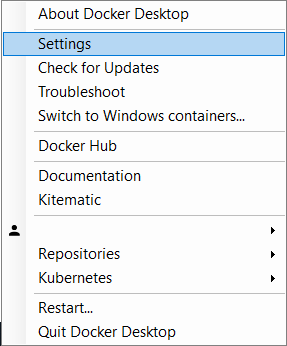 About Docker Desktop
Settings
Check for Updates
Troubleshoot
Switch to Windows containers...
Docker Hub
Documentation
Kitematic
Repositories
Kubernetes
Restart...
Quit Docker Desktop